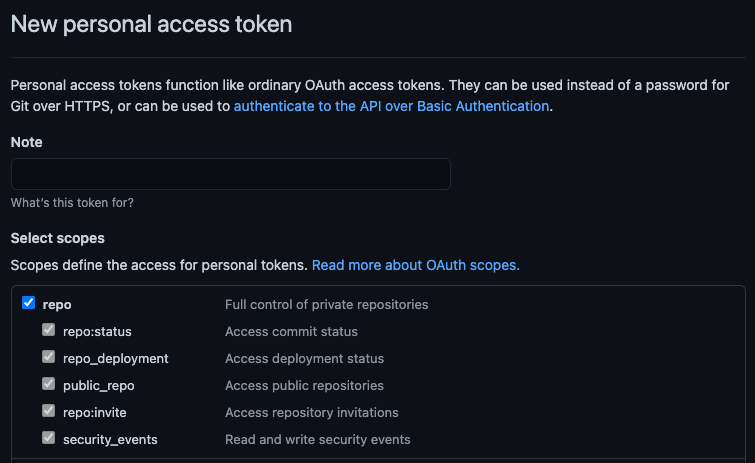 New personal access token
Personal access tokens function like ordinary OAuth access tokens. They can be used instead of a password for
Git over HTTPS, or can be used to authenticate to the API over Basic Authentication.
Note
What's this token for?
Select scopes
Scopes define the access for personal tokens. Read more about OAuth scopes.
repo Full control of private repositories
repo:status Access commit status
repo_deployment Access deployment status
public_repo Access public repositories
repo:invite Access repository invitations
security_events Read and write security events